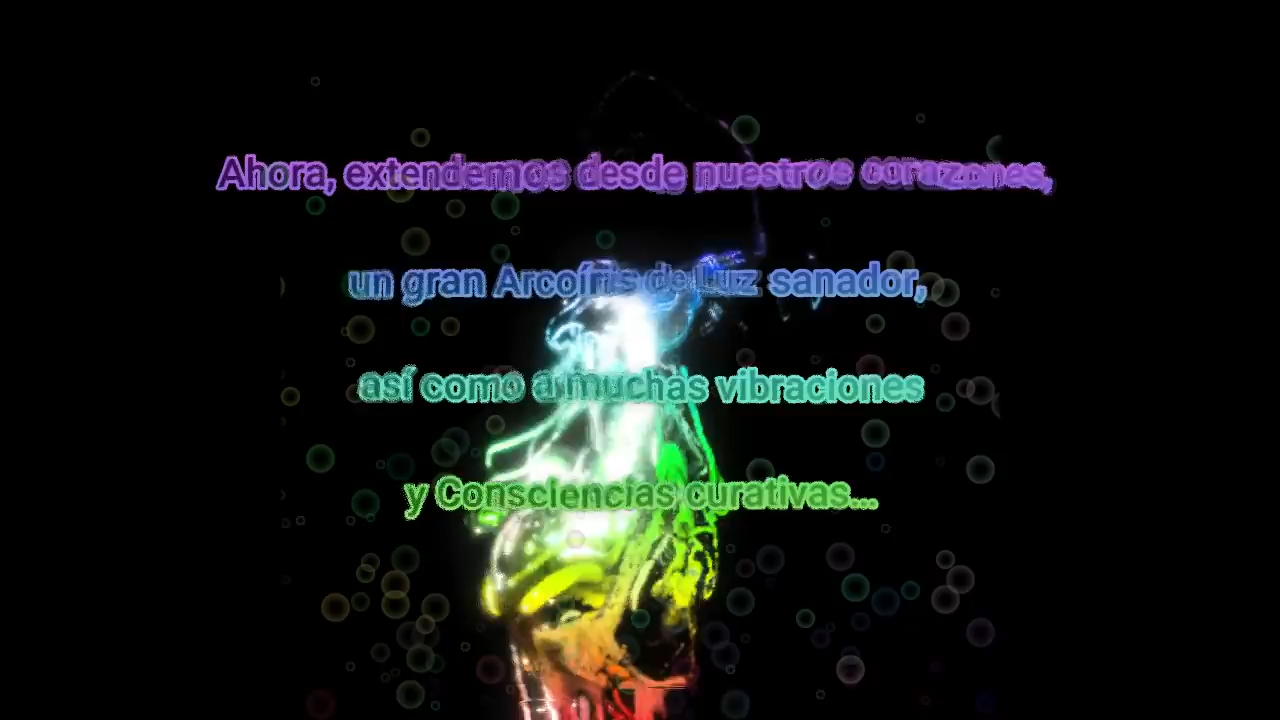 Ahora, extendemos desde nuestros corazones,
un gran Arcoíris de Luz sanador,
así como a muchas vibraciones
y Consciencias curativas...